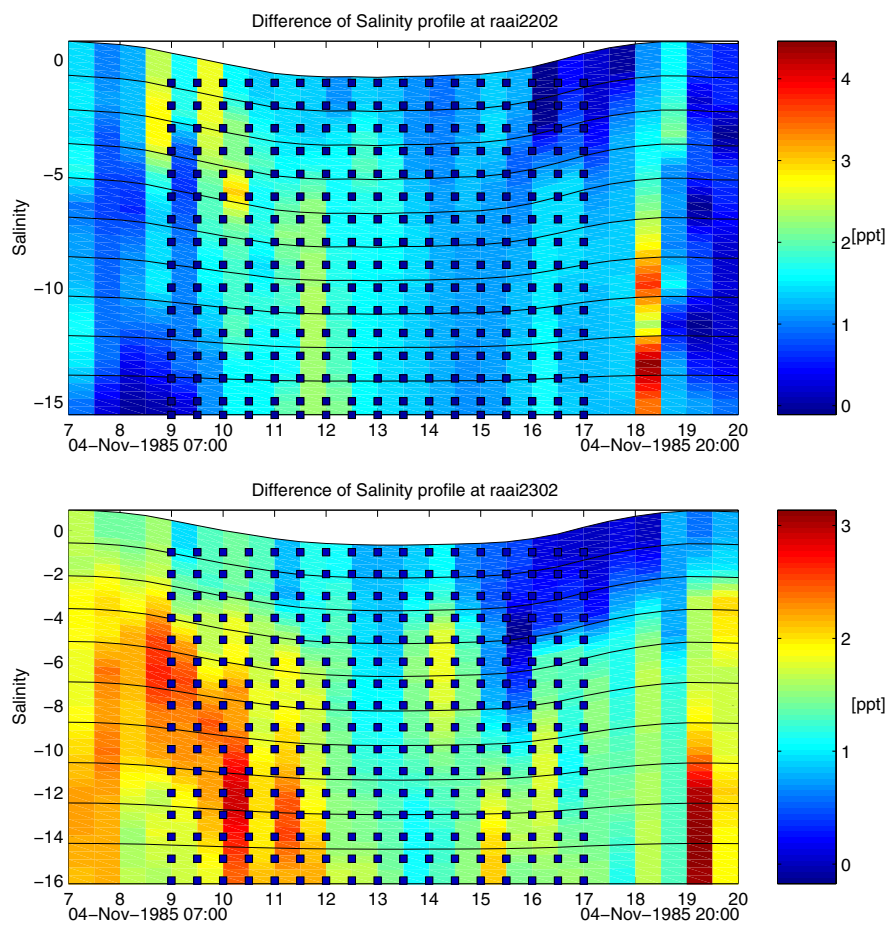 Difference of Salinity profile at raai2202
0
−5
−10
−15
Salinity
7 8 9 10 11 12 13 14 15 16 17 18 19 20
04−Nov−1985 07:00 04−Nov−1985 20:00
4
3
2
1
0
[ppt]
Difference of Salinity profile at raai2302
0
−2
−4
−6
−8
−10
−12
−14
−16
Salinity
7 8 9 10 11 12 13 14 15 16 17 18 19 20
04−Nov−1985 07:00 04−Nov−1985 20:00
3
2
1
0
[ppt]